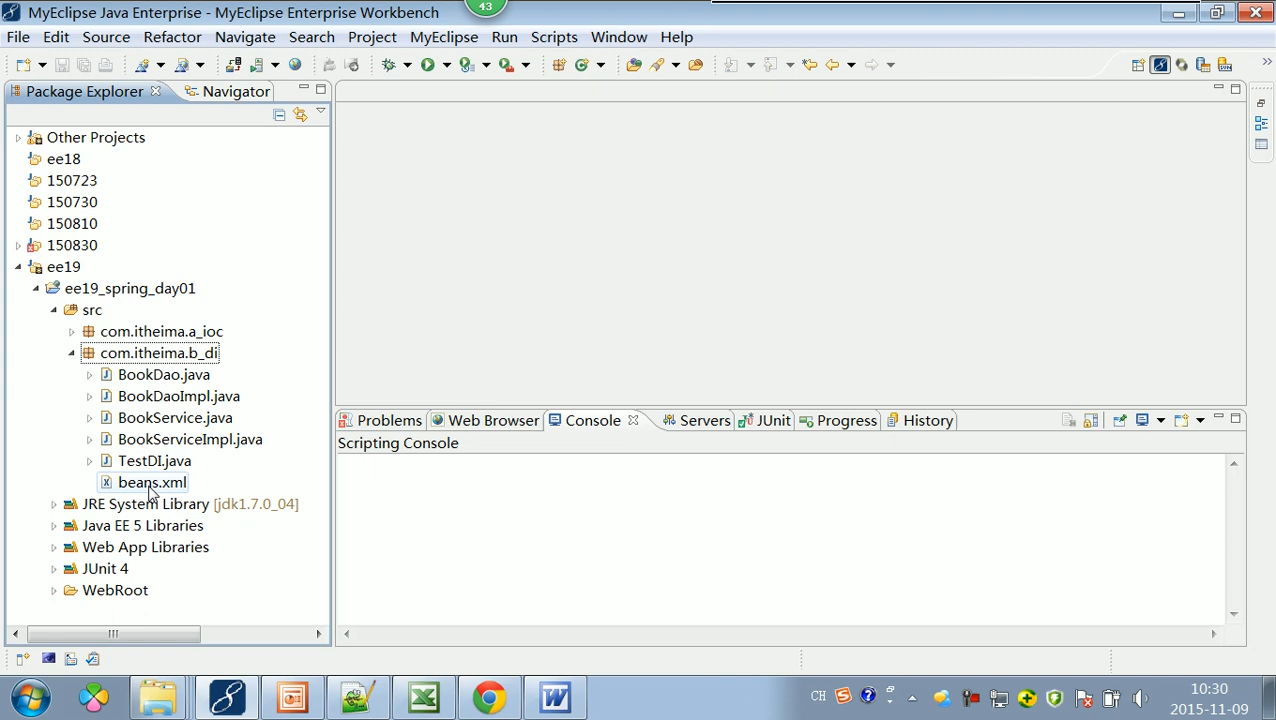 43
MyEclipse Java Enterprise - MyEclipse Enterprise Workbench
File Edit Source Refactor Navigate Search Project MyEclipse Run Scripts Window Help
Package Explorer Navigator
Other Projects
ee18
150723
150730
150810
150830
ee19
ee19_spring_day01
src
com.itheima.a_ioc
com.itheima.b_di
BookDao.java
BookDaoImpl.java
BookService.java
BookServiceImpl.java
TestDI.java
beans.xml
JRE System Library [jdk1.7.0_04]
Java EE 5 Libraries
Web App Libraries
JUnit 4
WebRoot
Problems Web Browser Console Servers JUnit Progress History
Scripting Console
CH
10:30
2015-11-09